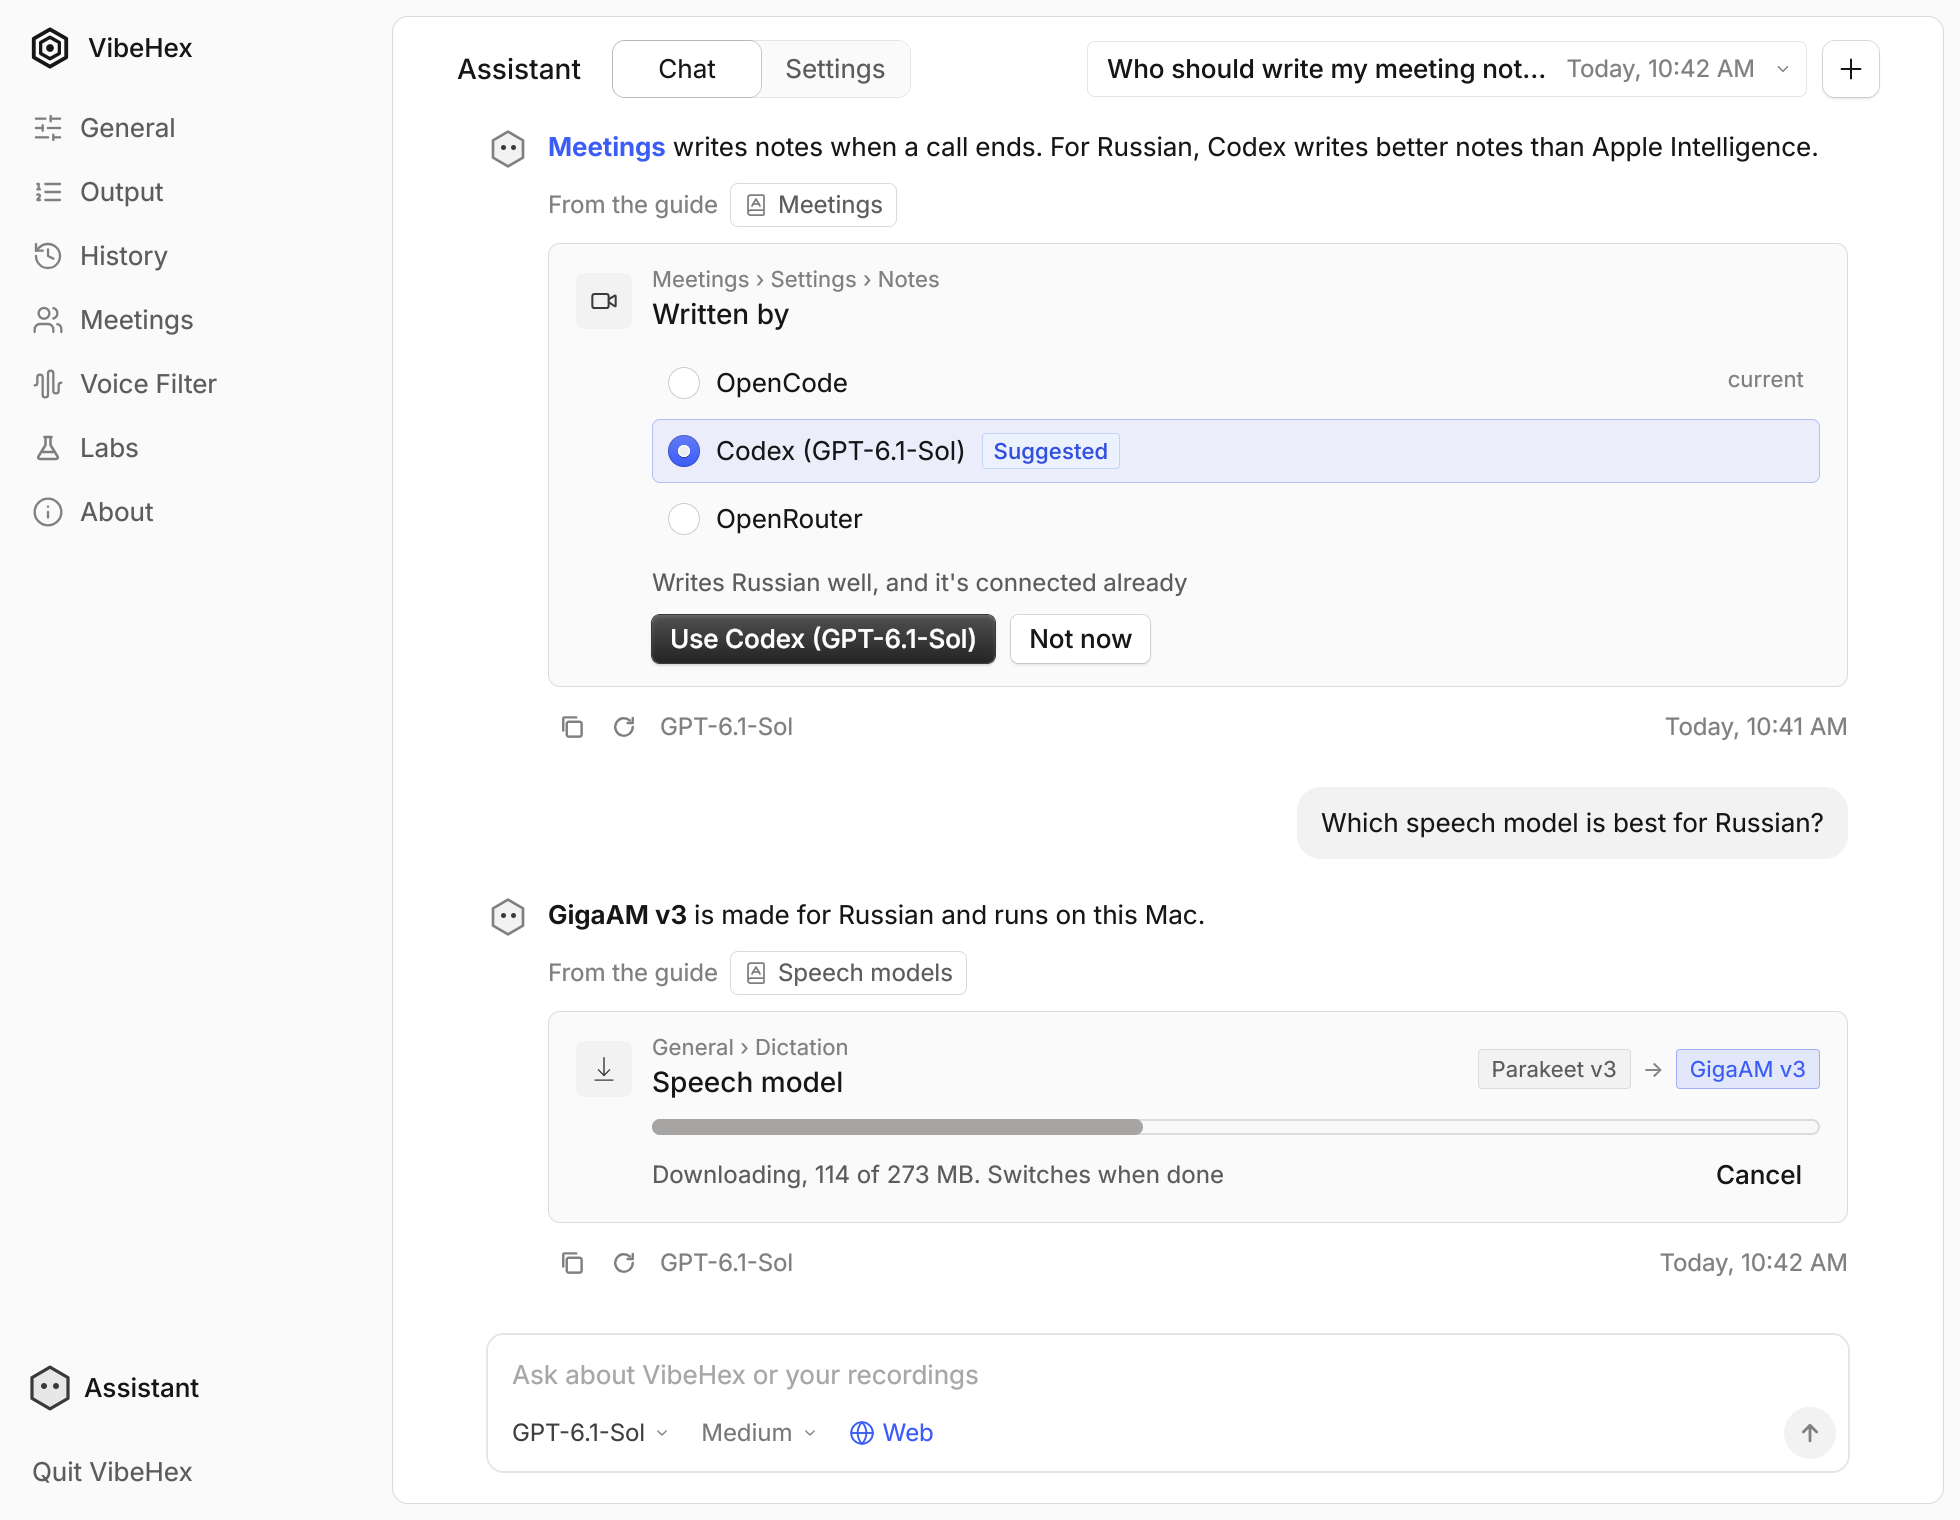 VibeHex
General
Output
History
Meetings
Voice Filter
Labs
About
Assistant
Quit VibeHex
Assistant
Chat
Settings
Who should write my meeting not...
Today, 10:42 AM
Meetings writes notes when a call ends. For Russian, Codex writes better notes than Apple Intelligence.
From the guide
Meetings
Meetings › Settings › Notes
Written by
OpenCode
current
Codex (GPT-6.1-Sol)
Suggested
OpenRouter
Writes Russian well, and it's connected already
Use Codex (GPT-6.1-Sol)
Not now
GPT-6.1-Sol
Today, 10:41 AM
Which speech model is best for Russian?
GigaAM v3 is made for Russian and runs on this Mac.
From the guide
Speech models
General › Dictation
Speech model
Parakeet v3 → GigaAM v3
Downloading, 114 of 273 MB. Switches when done
Cancel
GPT-6.1-Sol
Today, 10:42 AM
Ask about VibeHex or your recordings
GPT-6.1-Sol
Medium
Web